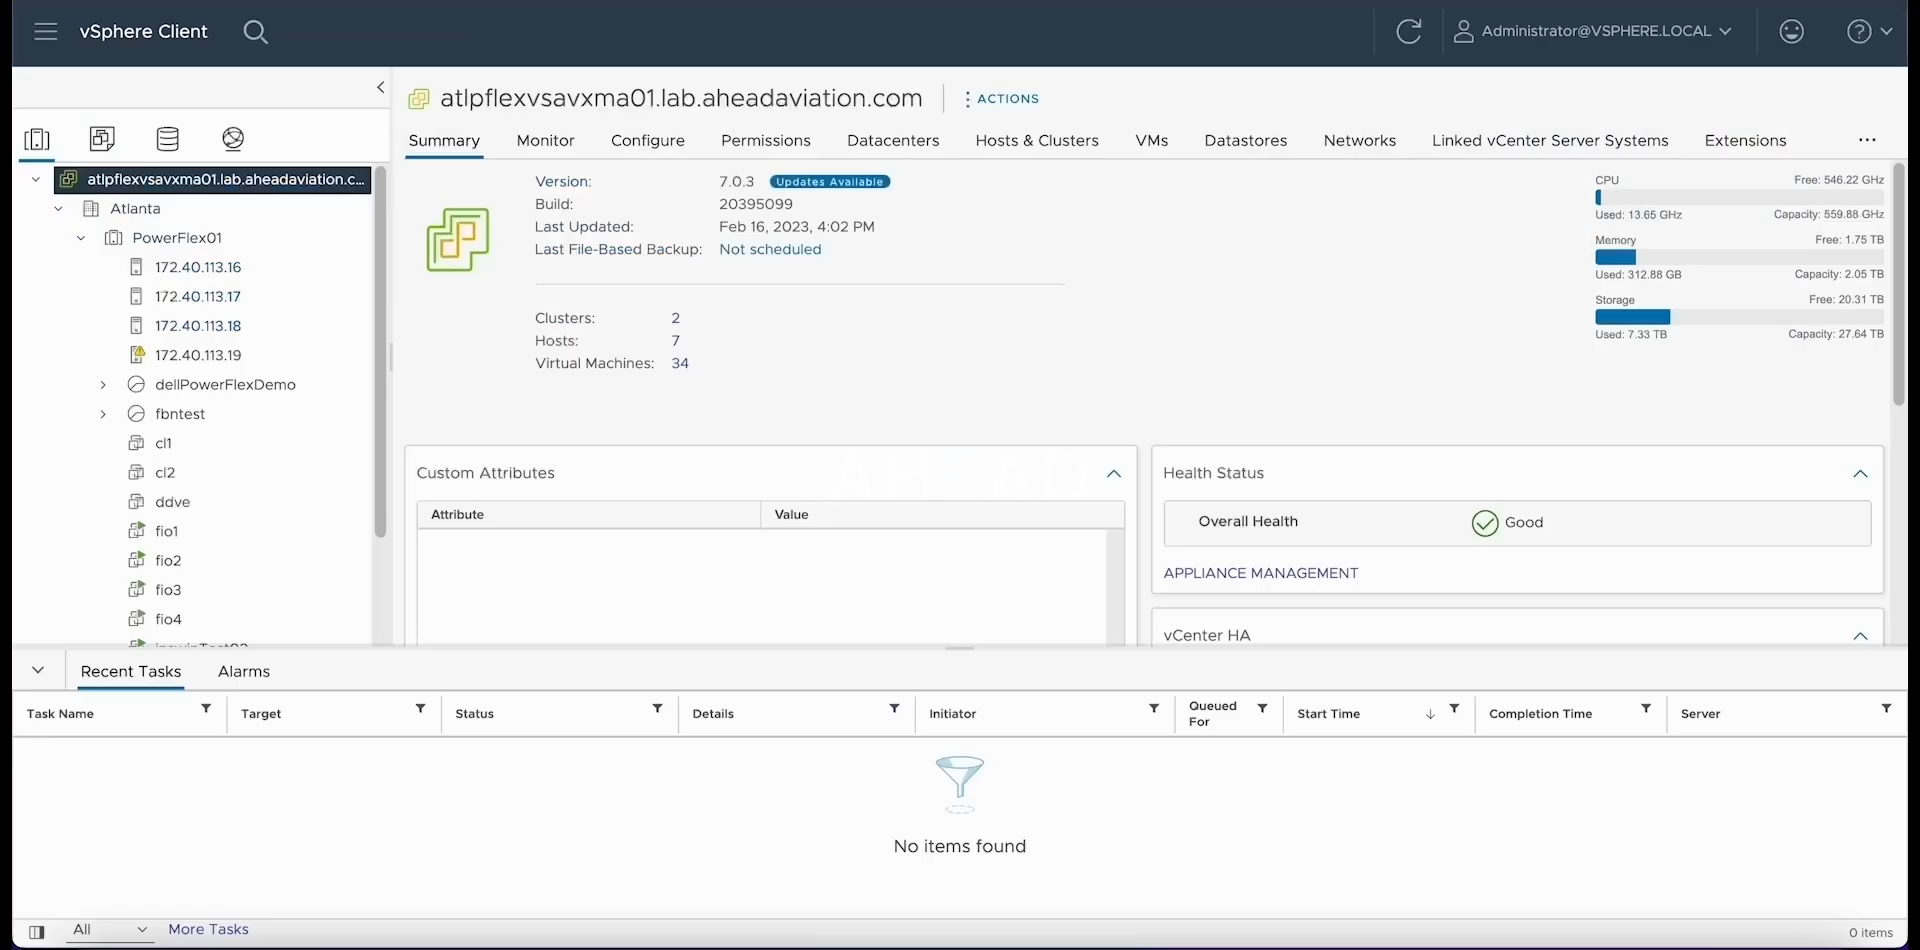 vSphere Client
Administrator@VSPHERE.LOCAL
atlpflexvsavxma01.lab.aheadaviation.com
ACTIONS
Summary Monitor Configure Permissions Datacenters Hosts & Clusters VMs Datastores Networks Linked vCenter Server Systems Extensions ...
atlpflexvsavxma01.lab.aheadaviation.c...
Atlanta
PowerFlex01
172.40.113.16
172.40.113.17
172.40.113.18
172.40.113.19
dellPowerFlexDemo
fbntest
cl1
cl2
ddve
fio1
fio2
fio3
fio4
Version: 7.0.3 Updates Available
Build: 20395099
Last Updated: Feb 16, 2023, 4:02 PM
Last File-Based Backup: Not scheduled
Clusters: 2
Hosts: 7
Virtual Machines: 34
CPU Free: 546.22 GHz
Used: 13.65 GHz Capacity: 559.88 GHz
Memory Free: 1.75 TB
Used: 312.88 GB Capacity: 2.05 TB
Storage Free: 20.31 TB
Used: 7.33 TB Capacity: 27.64 TB
Custom Attributes
Attribute Value
AHEAD
Health Status
Overall Health Good
APPLIANCE MANAGEMENT
vCenter HA
Recent Tasks Alarms
Task Name Target Status Details Initiator Queued For Start Time Completion Time Server
No items found
All More Tasks
0 items